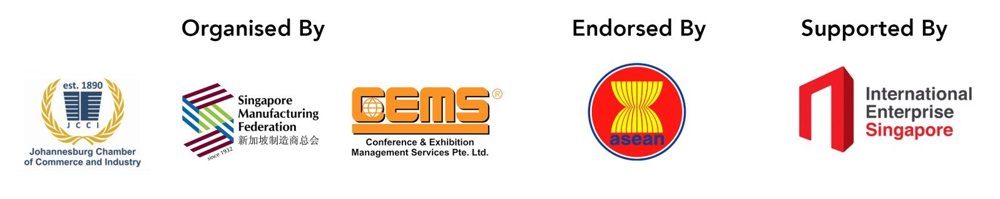 Organised By
Endorsed By
Supported By
est. 1890
JCCI
Johannesburg Chamber
of Commerce and Industry
Singapore
Manufacturing
Federation
新加坡制造商总会
since 1932
CEMS®
Conference & Exhibition
Management Services Pte. Ltd.
asean
International
Enterprise
Singapore